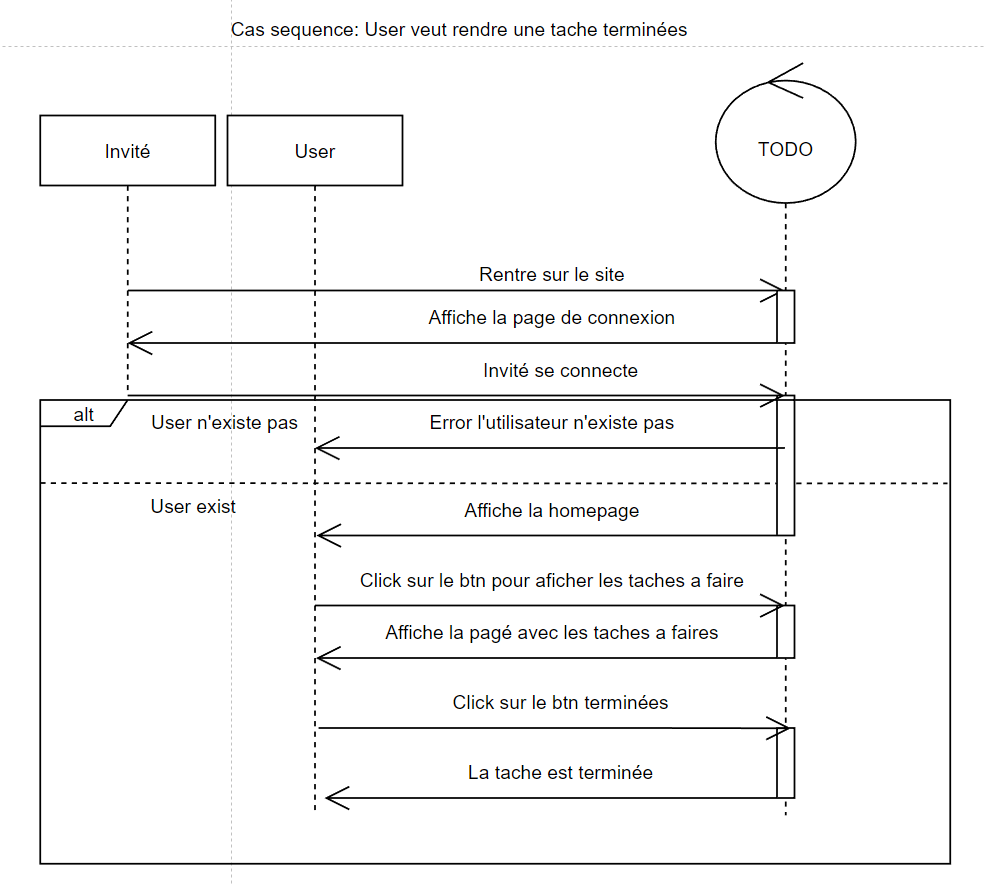 Cas sequence: User veut rendre une tache terminées
Invité
User
TODO
Rentre sur le site
Affiche la page de connexion
Invité se connecte
alt
User n'existe pas
Error l'utilisateur n'existe pas
User exist
Affiche la homepage
Click sur le btn pour aficher les taches a faire
Affiche la pagé avec les taches a faires
Click sur le btn terminées
La tache est terminée